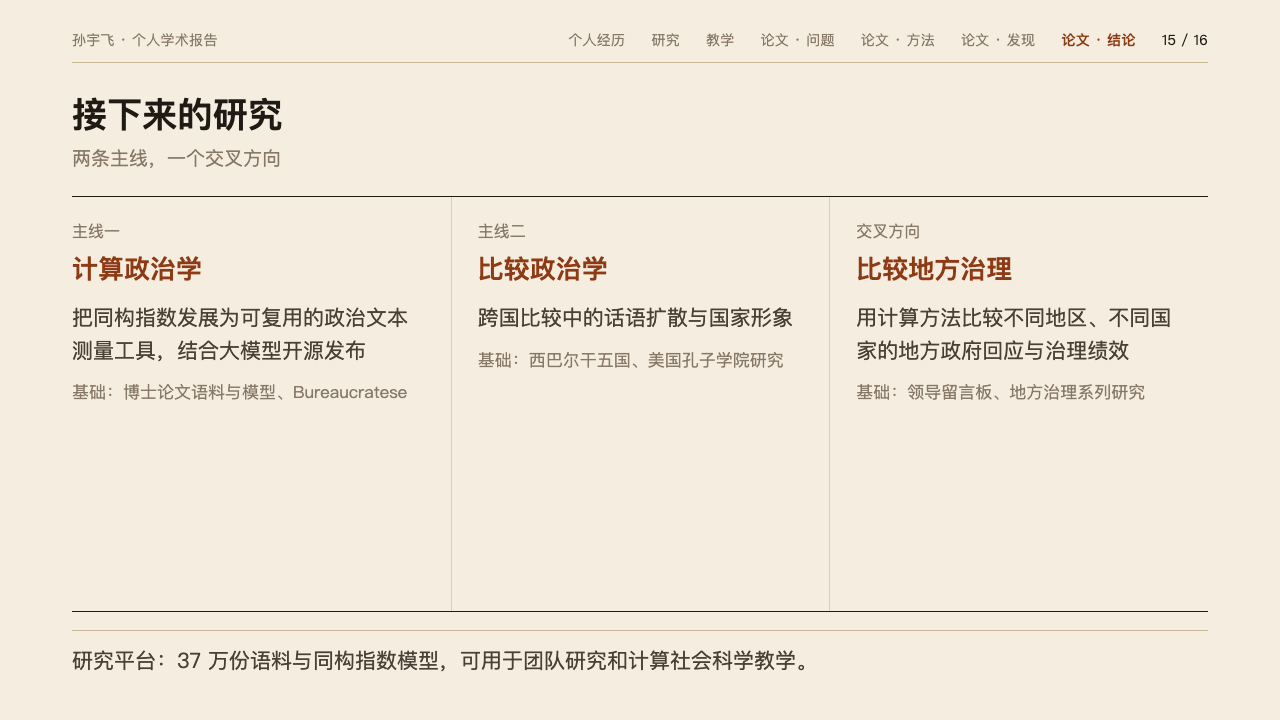 孙宇飞 · 个人学术报告
个人经历 研究 教学 论文 · 问题 论文 · 方法 论文 · 发现 论文 · 结论 15 / 16
接下来的研究
两条主线，一个交叉方向
主线一
计算政治学
把同构指数发展为可复用的政治文本
测量工具，结合大模型开源发布
基础：博士论文语料与模型、Bureaucratese
主线二
比较政治学
跨国比较中的话语扩散与国家形象
基础：西巴尔干五国、美国孔子学院研究
交叉方向
比较地方治理
用计算方法比较不同地区、不同国
家的地方政府回应与治理绩效
基础：领导留言板、地方治理系列研究
研究平台：37 万份语料与同构指数模型，可用于团队研究和计算社会科学教学。